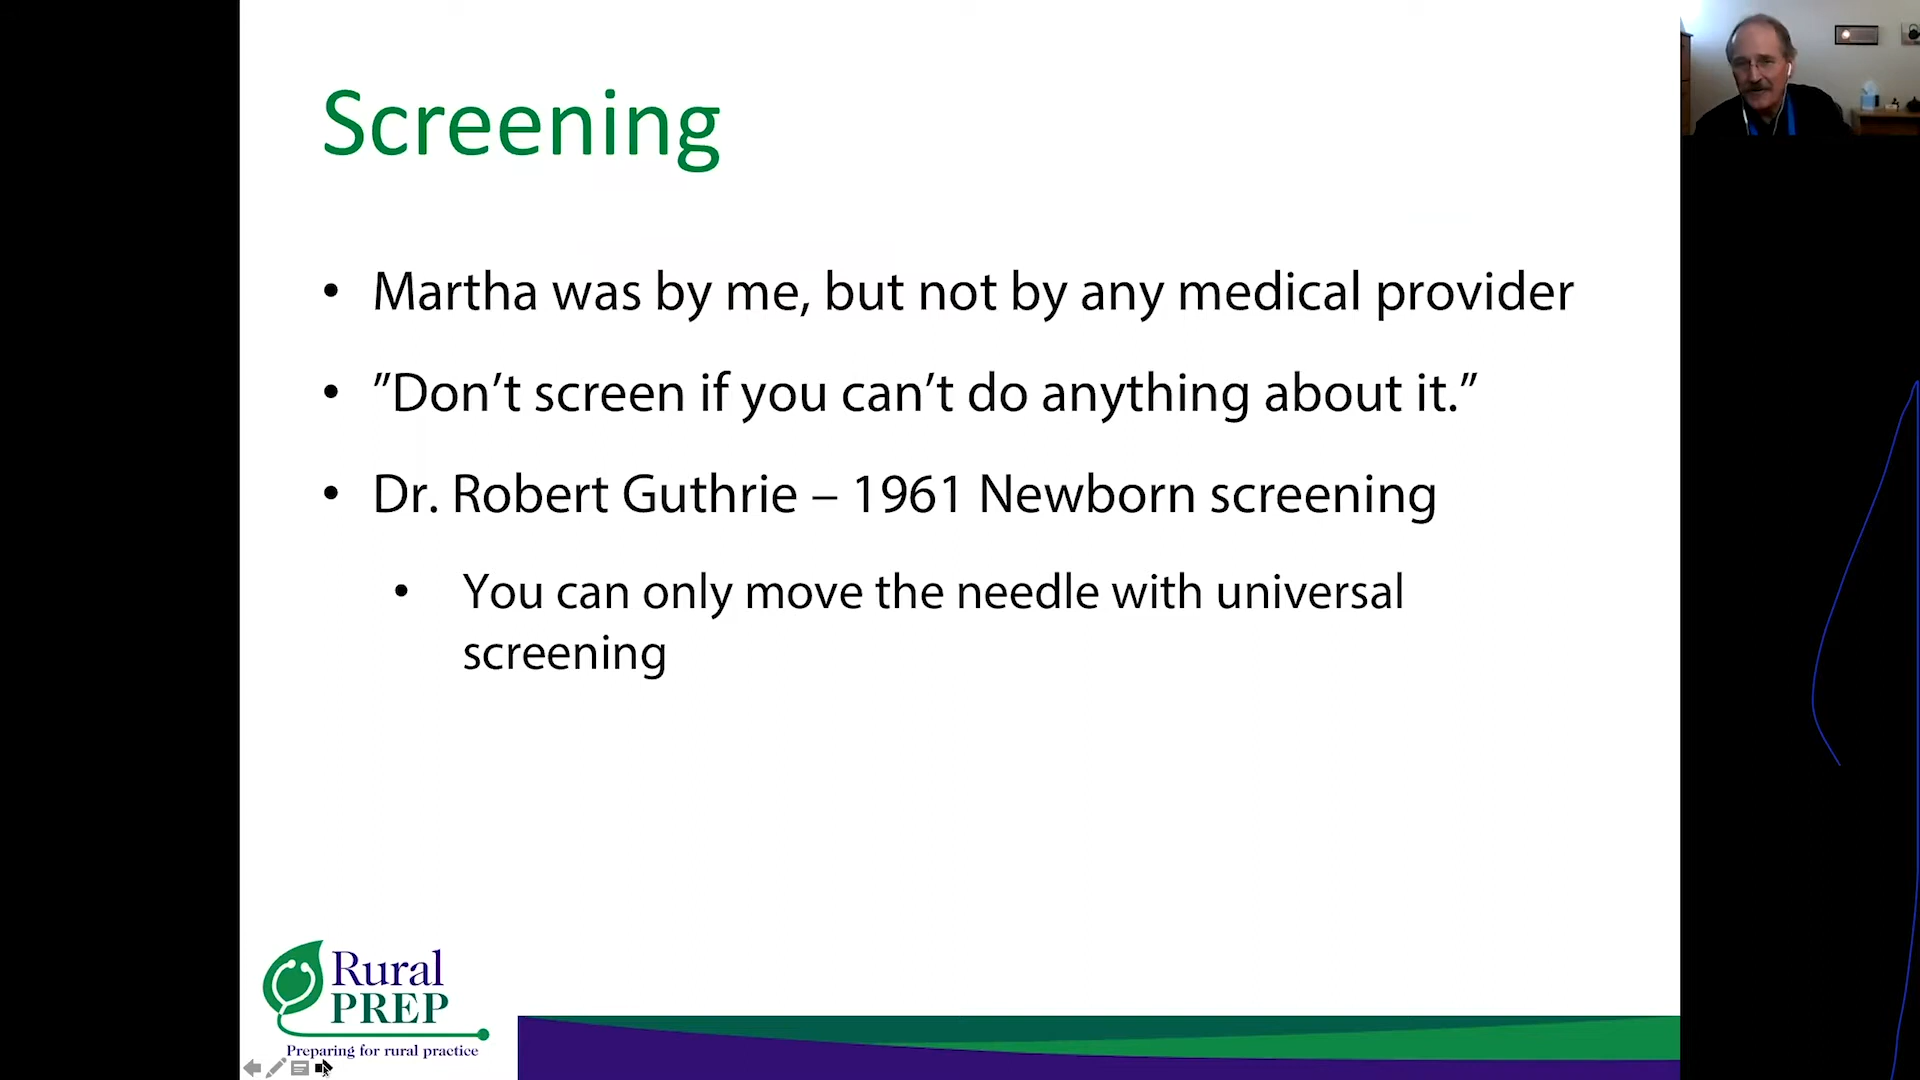 Screening
• Martha was by me, but not by any medical provider
• ”Don’t screen if you can’t do anything about it.”
• Dr. Robert Guthrie – 1961 Newborn screening
• You can only move the needle with universal
screening
Rural
PREP
Preparing for rural practice